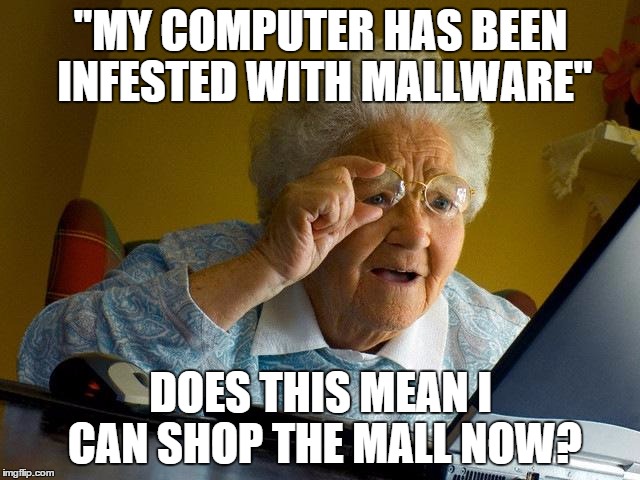 "MY COMPUTER HAS BEEN
INFESTED WITH MALLWARE"
DOES THIS MEAN I
CAN SHOP THE MALL NOW?
imgflip.com